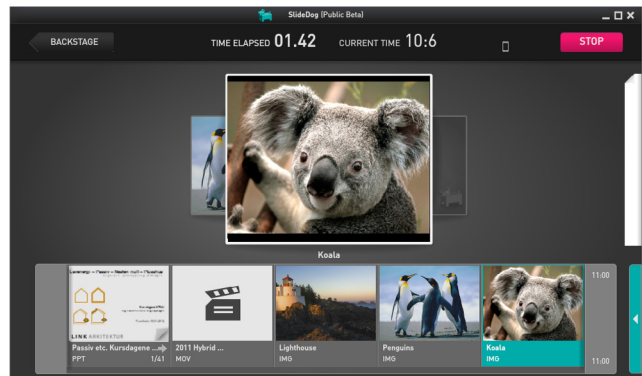 SlideDog (Public Beta)
BACKSTAGE
TIME ELAPSED 01.42 CURRENT TIME 10:6
STOP
Koala
LINK ARKITEKTUR
Passiv etc. Kursdagene ...
PPT 1/41
2011 Hybrid ...
MOV
Lighthouse
IMG
Penguins
IMG
Koala
IMG
11:00
11:00